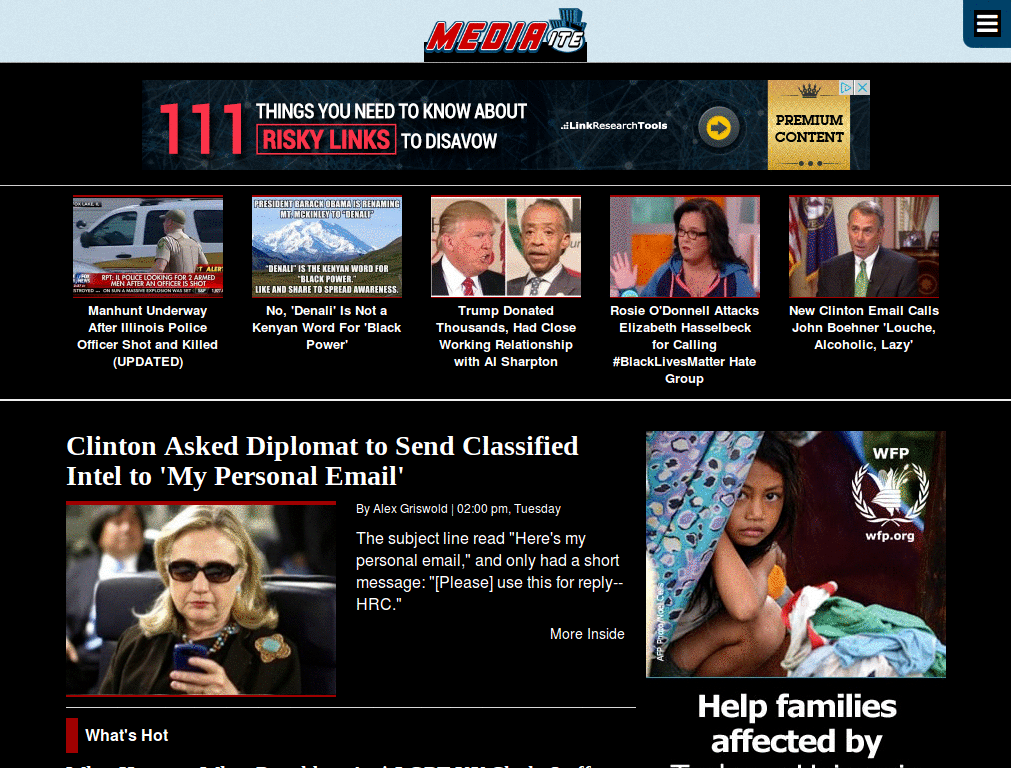 MEDIAITE
111 THINGS YOU NEED TO KNOW ABOUT
RISKY LINKS TO DISAVOW
LinkResearchTools
PREMIUM
CONTENT
RPT: IL POLICE LOOKING FOR 2 ARMED
MEN AFTER AN OFFICER IS SHOT
PRESIDENT BARACK OBAMA IS RENAMING
MT. MCKINLEY TO "DENALI"
"DENALI" IS THE KENYAN WORD FOR
"BLACK POWER.
LIKE AND SHARE TO SPREAD AWARENESS.
Manhunt Underway
After Illinois Police
Officer Shot and Killed
(UPDATED)
No, 'Denali' Is Not a
Kenyan Word For 'Black
Power'
Trump Donated
Thousands, Had Close
Working Relationship
with Al Sharpton
Rosie O'Donnell Attacks
Elizabeth Hasselbeck
for Calling
#BlackLivesMatter Hate
Group
New Clinton Email Calls
John Boehner 'Louche,
Alcoholic, Lazy'
Clinton Asked Diplomat to Send Classified
Intel to 'My Personal Email'
By Alex Griswold | 02:00 pm, Tuesday
The subject line read "Here's my
personal email," and only had a short
message: "[Please] use this for reply--
HRC."
More Inside
What's Hot
WFP
wfp.org
Help families
affected by